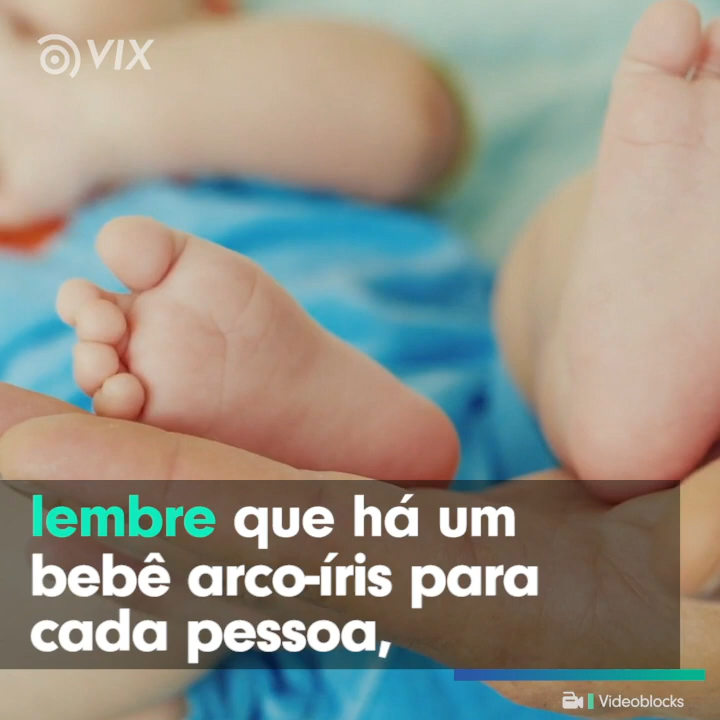 VIX
lembre que há um
bebê arco-íris para
cada pessoa,
Videoblocks